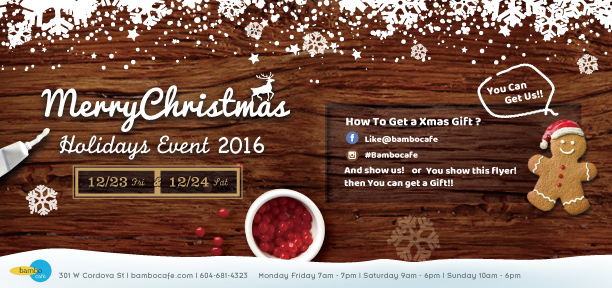 MerryChristmas
Holidays Event 2016
12/23 Fri & 12/24 Sat
You Can
Get Us!!
How To Get a Xmas Gift ?
Like@bambocafe
#Bambocafe
And show us! or You show this flyer!
then You can get a Gift!!
bambo
cafe
301 W Cordova St | bambocafe.com | 604-681-4323 Monday Friday 7am - 7pm | Saturday 9am - 6pm | Sunday 10am - 6pm